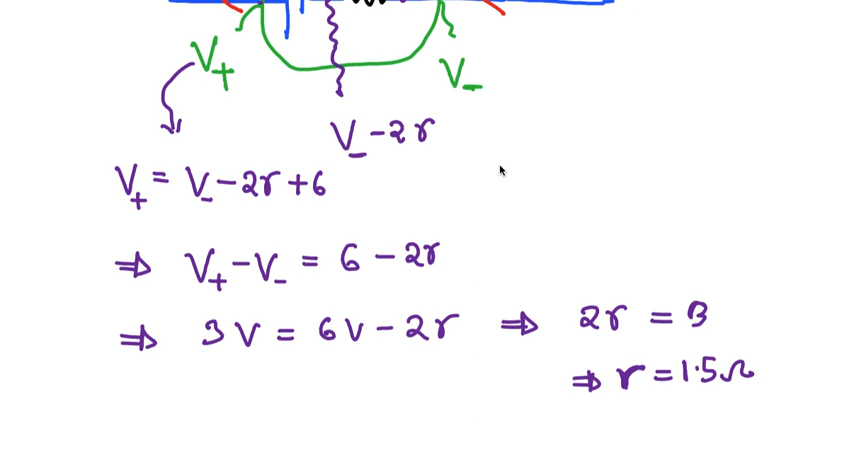 V₊
V₋
V₋ - 2r
V₊ = V₋ - 2r + 6
⇒ V₊ - V₋ = 6 - 2r
⇒ 3V = 6V - 2r ⇒ 2r = 3
⇒ r = 1.5Ω